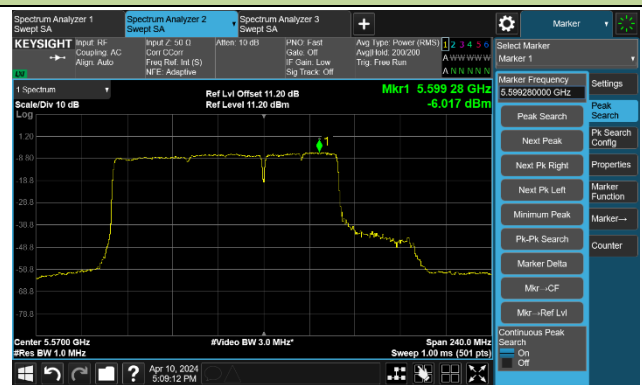 Spectrum Analyzer 1
Swept SA
Spectrum Analyzer 2
Swept SA
Spectrum Analyzer 3
Swept SA
Marker
KEYSIGHT
Input: RF
Coupling: AC
Align: Auto
Input Z: 50 Ω
Corr CCorr
Freq Ref: Int (S)
NFE: Adaptive
Atten: 10 dB
PNO: Fast
Gate: Off
IF Gain: Low
Sig Track: Off
Avg Type: Power (RMS)
Avg|Hold: 200/200
Trig: Free Run
1 2 3 4 5 6
A W W W W W
A N N N N N
LU
Select Marker
Marker 1
1 Spectrum
Scale/Div 10 dB
Log
Ref Lvl Offset 11.20 dB
Ref Level 11.20 dBm
Mkr1 5.599 28 GHz
-6.017 dBm
1.20
-8.80
-18.8
-28.8
-38.8
-48.8
-58.8
-68.8
-78.8
1
Center 5.5700 GHz
#Res BW 1.0 MHz
#Video BW 3.0 MHz*
Span 240.0 MHz
Sweep 1.00 ms (501 pts)
Marker Frequency
5.599280000 GHz
Peak Search
Next Peak
Next Pk Right
Next Pk Left
Minimum Peak
Pk-Pk Search
Marker Delta
Mkr→CF
Mkr→Ref Lvl
Continuous Peak
Search
On
Off
Settings
Peak
Search
Pk Search
Config
Properties
Marker
Function
Marker→
Counter
Apr 10, 2024
5:09:12 PM